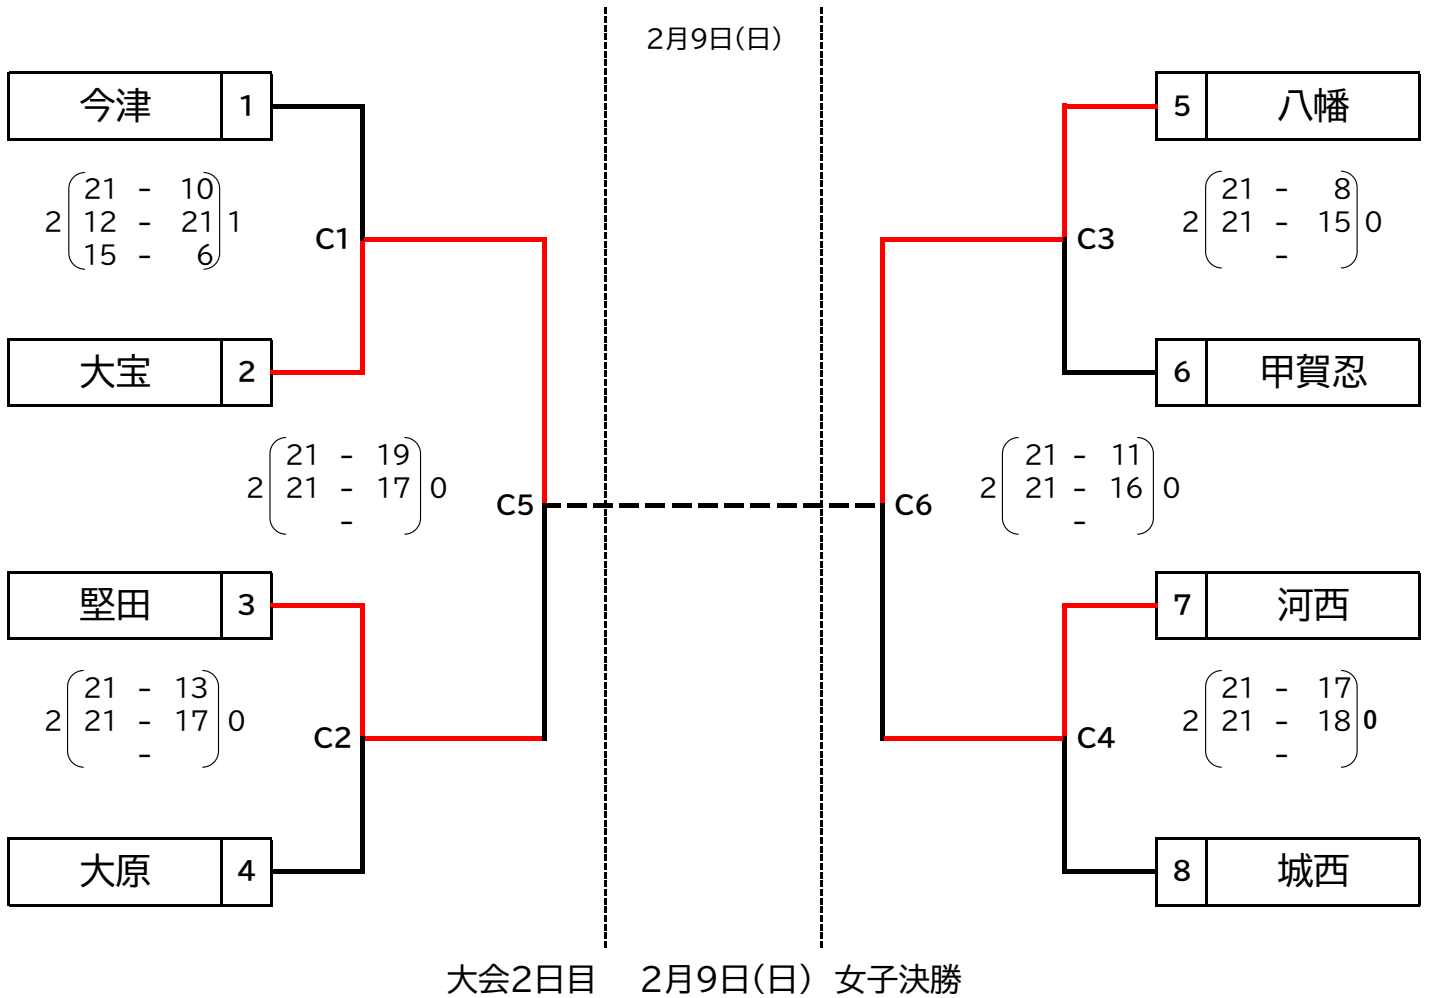 2月9日(日)
今津 1
5 八幡
21 - 10
2 12 - 21 1
15 - 6
C1
21 - 8
2 21 - 15 0
-
C3
大宝 2
6 甲賀忍
21 - 19
2 21 - 17 0
-
C5
21 - 11
2 21 - 16 0
-
C6
堅田 3
7 河西
21 - 13
2 21 - 17 0
-
C2
21 - 17
2 21 - 18 0
-
C4
大原 4
8 城西
大会2日目 2月9日(日) 女子決勝